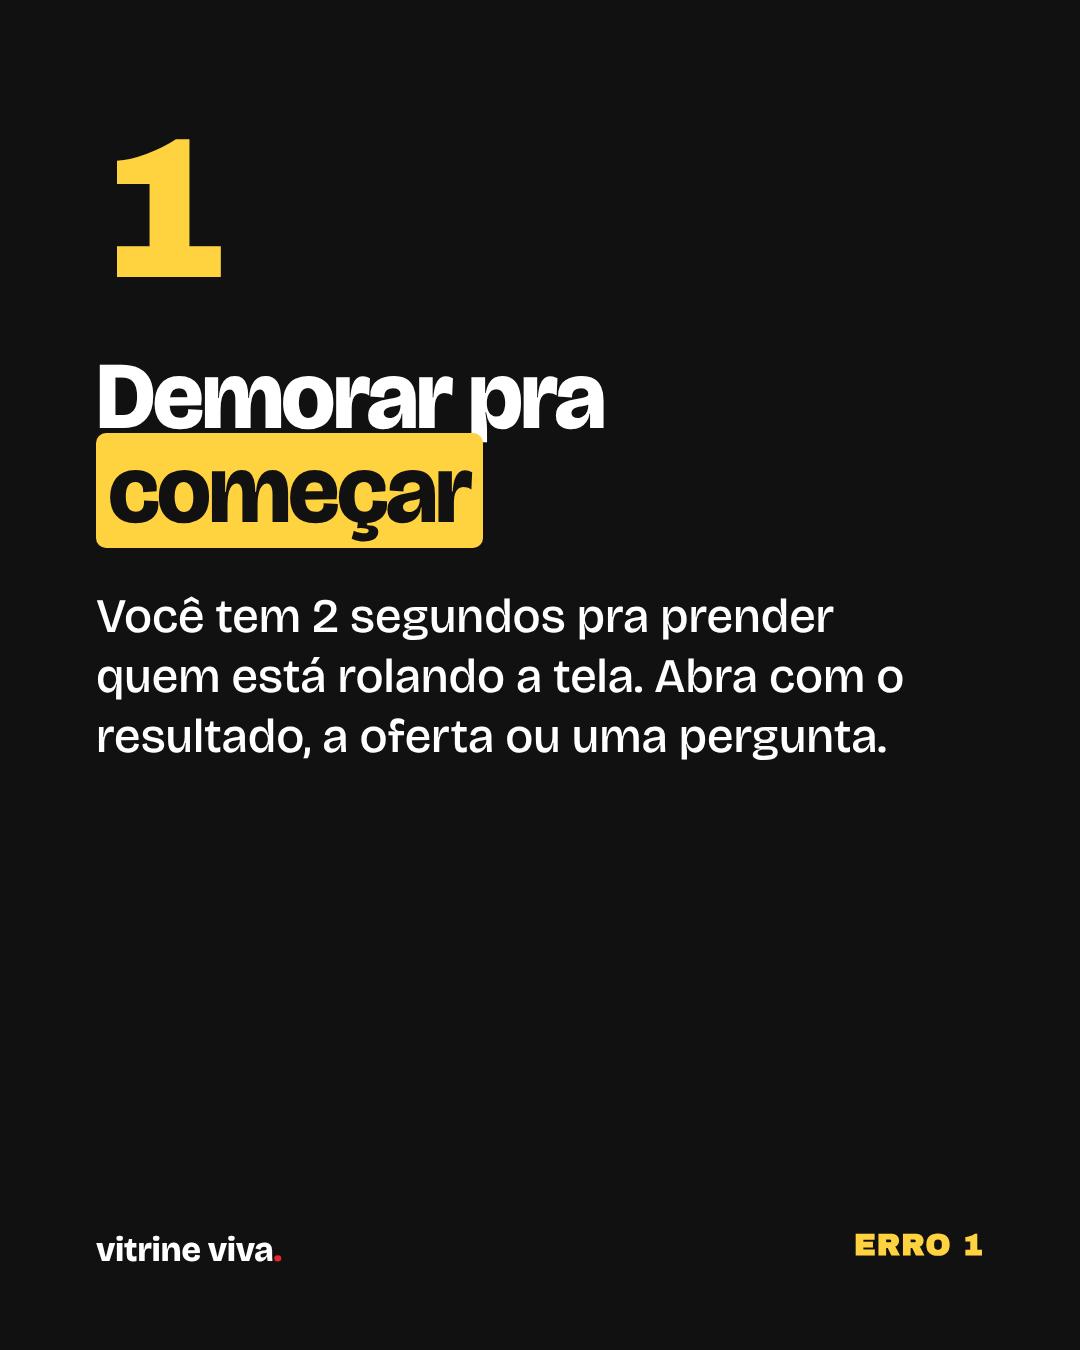 1
Demorar pra
começar
Você tem 2 segundos pra prender
quem está rolando a tela. Abra com o
resultado, a oferta ou uma pergunta.
vitrine viva.
ERRO 1